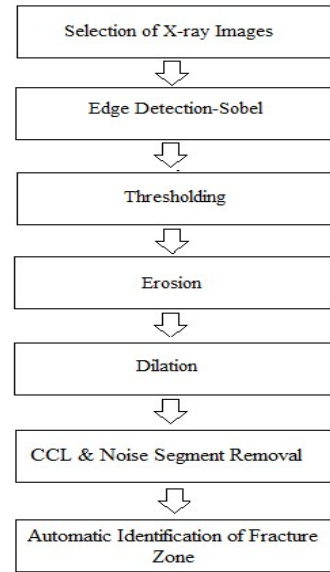 Selection of X-ray Images
Edge Detection-Sobel
Thresholding
Erosion
Dilation
CCL & Noise Segment Removal
Automatic Identification of Fracture
Zone